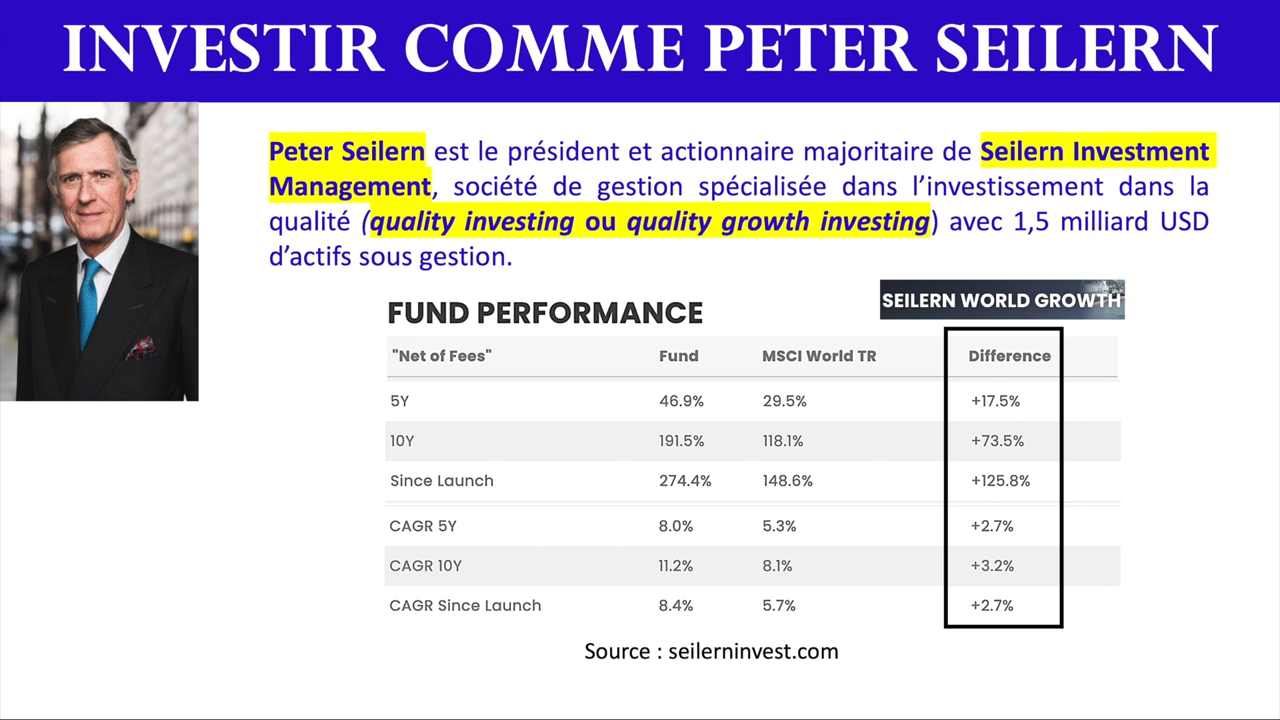 INVESTIR COMME PETER SEILERN
Peter Seilern est le président et actionnaire majoritaire de Seilern Investment
Management, société de gestion spécialisée dans l’investissement dans la
qualité (quality investing ou quality growth investing) avec 1,5 milliard USD
d’actifs sous gestion.
SEILERN WORLD GROWTH
FUND PERFORMANCE
"Net of Fees" Fund MSCI World TR Difference
5Y 46.9% 29.5% +17.5%
10Y 191.5% 118.1% +73.5%
Since Launch 274.4% 148.6% +125.8%
CAGR 5Y 8.0% 5.3% +2.7%
CAGR 10Y 11.2% 8.1% +3.2%
CAGR Since Launch 8.4% 5.7% +2.7%
Source : seilerninvest.com